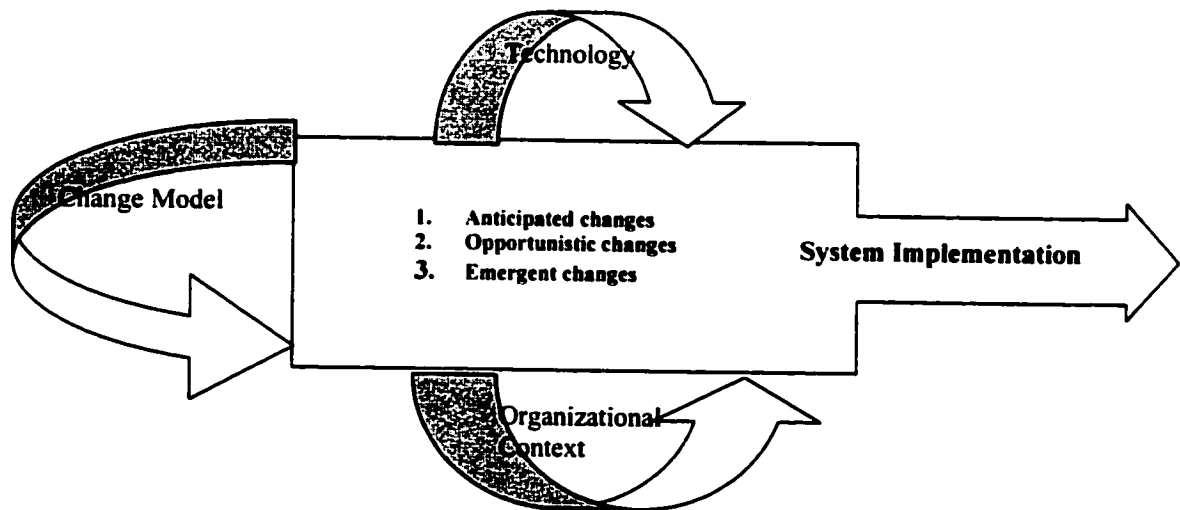 Technology
Change Model
1. Anticipated changes
2. Opportunistic changes
3. Emergent changes
System Implementation
Organizational
Context